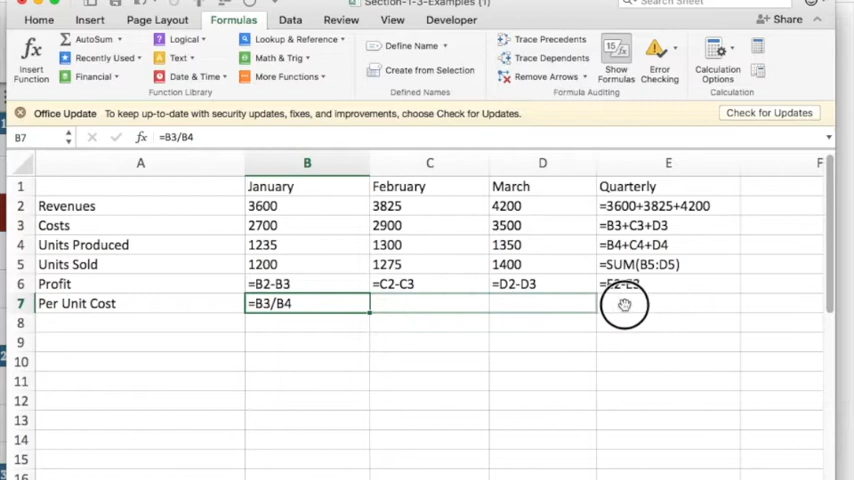 Section-1-3-Examples (1)
Search Sheet
Home Insert Page Layout Formulas Data Review View Developer
Share
Insert Function
AutoSum
Recently Used
Financial
Logical
Text
Date & Time
Lookup & Reference
Math & Trig
More Functions
Function Library
Define Name
Create from Selection
Defined Names
Trace Precedents
Trace Dependents
Remove Arrows
15
Show Formulas
Error Checking
Formula Auditing
Calculation Options
Calculation
Office Update To keep up-to-date with security updates, fixes, and improvements, choose Check for Updates.
Check for Updates
B7 fx =B3/B4
A B C D E F
1 January February March Quarterly
2 Revenues 3600 3825 4200 =3600+3825+4200
3 Costs 2700 2900 3500 =B3+C3+D3
4 Units Produced 1235 1300 1350 =B4+C4+D4
5 Units Sold 1200 1275 1400 =SUM(B5:D5)
6 Profit =B2-B3 =C2-C3 =D2-D3 =E2-E3
7 Per Unit Cost =B3/B4
8
9
10
11
12
13
14
15
16